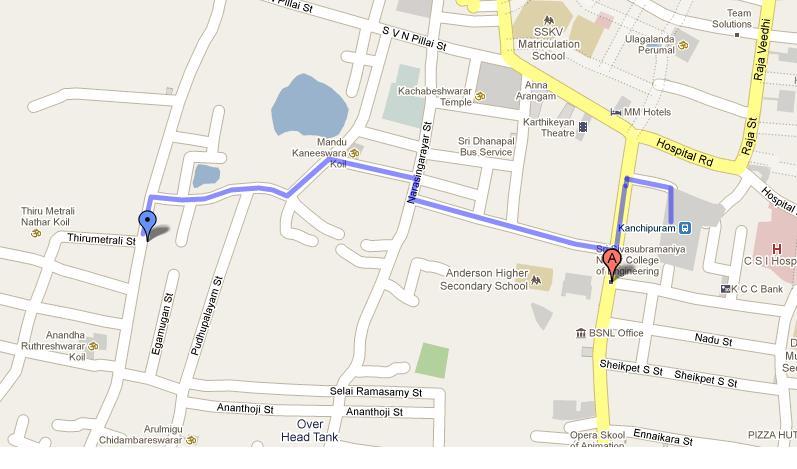 Pillai St
S V N Pillai St
SSKV
Matriculation
School
Team
Solutions
Ulagalanda
Perumal
Raja Veedhi
Kachabeshwarar
Temple
Anna
Arangam
MM Hotels
Karthikeyan
Theatre
Raja St
Mandu
Kaneeswara
Koil
Sri Dhanapal
Bus Service
Hospital Rd
Narasingarayar St
Hospital
Thiru Metrali
Nathar Koil
Thirumetrali St
Kanchipuram
A
Sri Sivasubramaniya
College
of Engineering
H
C S I Hosp
Anderson Higher
Secondary School
K C C Bank
Egamugan St
Pudhupalayam St
BSNL Office
Nadu St
Anandha
Ruthreshwarar
Koil
Sheikpet S St
Sheikpet S St
Selai Ramasamy St
Ananthoji St
Ananthoji St
Over
Head Tank
Arulmigu
Chidambareswarar
Opera Skool
of Animation
Ennaikara St
PIZZA HUT